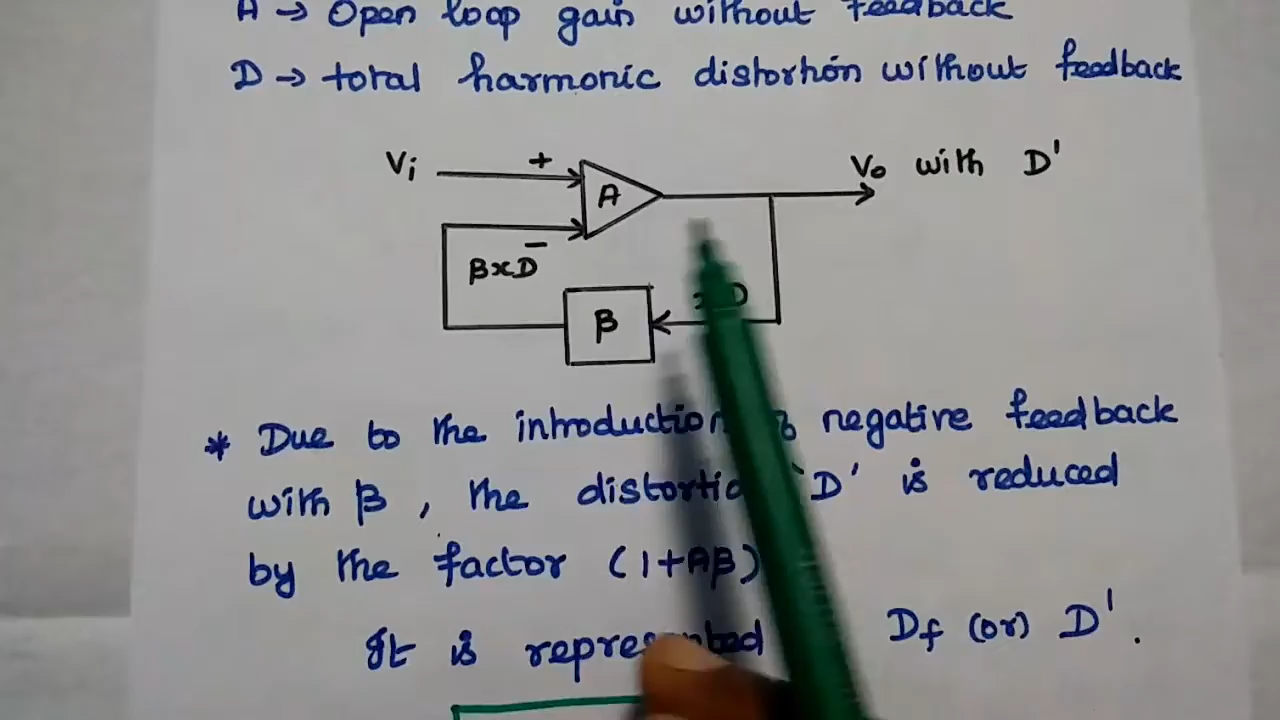 A → Open loop gain without feedback
D → total harmonic distortion without feedback
Vi
+
A
Vo with D'
βxD
-
D
β
* Due to the introduction negative feedback
with β, the distortion 'D' is reduced
by the factor (1+Aβ)
It is represented Df (or) D'.